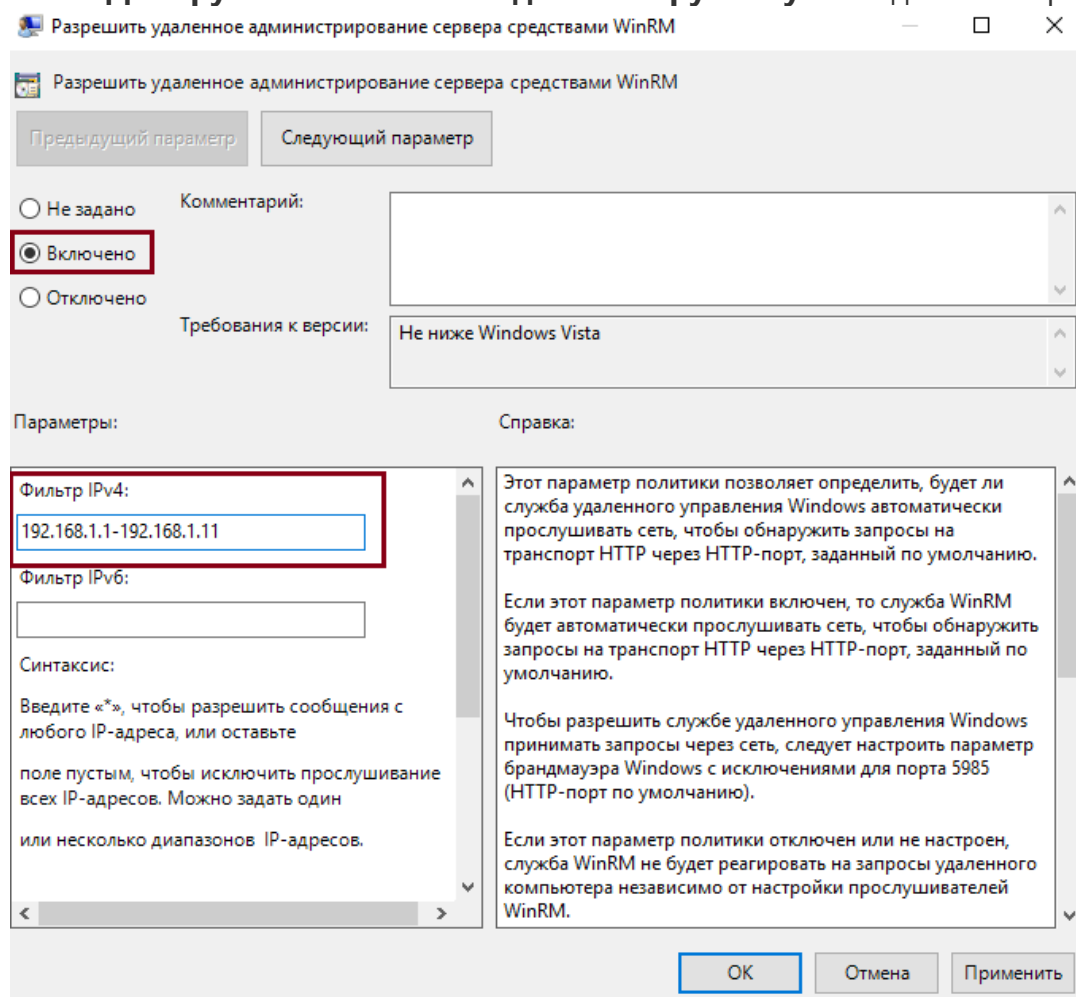 Разрешить удаленное администрирование сервера средствами WinRM
Разрешить удаленное администрирование сервера средствами WinRM
Предыдущий параметр
Следующий параметр
Не задано
Комментарий:
Включено
Отключено
Требования к версии:
Не ниже Windows Vista
Параметры:
Справка:
Фильтр IPv4:
192.168.1.1-192.168.1.11
Фильтр IPv6:
Синтаксис:
Введите «*», чтобы разрешить сообщения с
любого IP-адреса, или оставьте
поле пустым, чтобы исключить прослушивание
всех IP-адресов. Можно задать один
или несколько диапазонов IP-адресов.
Этот параметр политики позволяет определить, будет ли
служба удаленного управления Windows автоматически
прослушивать сеть, чтобы обнаружить запросы на
транспорт HTTP через HTTP-порт, заданный по умолчанию.
Если этот параметр политики включен, то служба WinRM
будет автоматически прослушивать сеть, чтобы обнаружить
запросы на транспорт HTTP через HTTP-порт, заданный по
умолчанию.
Чтобы разрешить службе удаленного управления Windows
принимать запросы через сеть, следует настроить параметр
брандмауэра Windows с исключениями для порта 5985
(HTTP-порт по умолчанию).
Если этот параметр политики отключен или не настроен,
служба WinRM не будет реагировать на запросы удаленного
компьютера независимо от настройки прослушивателей
WinRM.
ОК
Отмена
Применить